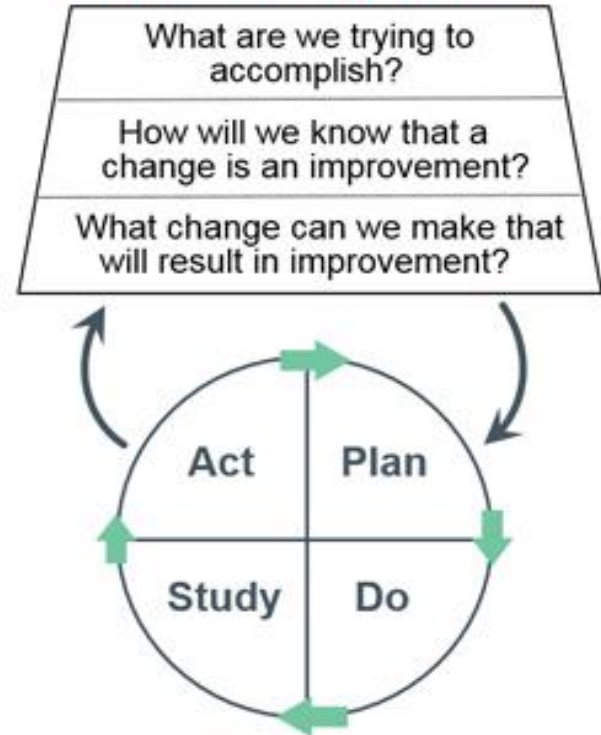 What are we trying to
accomplish?
How will we know that a
change is an improvement?
What change can we make that
will result in improvement?
Act
Plan
Study
Do